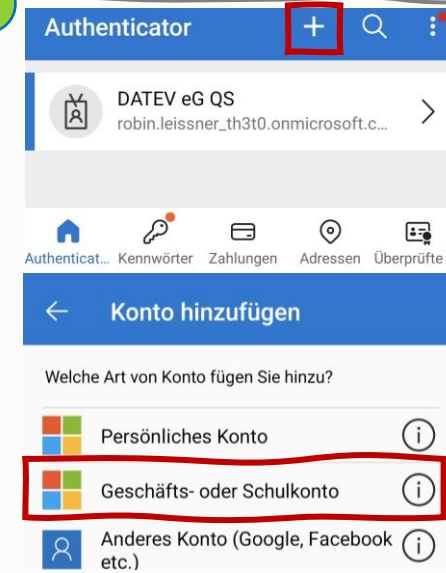 Authenticator
DATEV eG QS
robin.leissner_th3t0.onmicrosoft.c...
Authenticat... Kennwörter Zahlungen Adressen Überprüfte
Konto hinzufügen
Welche Art von Konto fügen Sie hinzu?
Persönliches Konto
Geschäfts- oder Schulkonto
Anderes Konto (Google, Facebook
etc.)